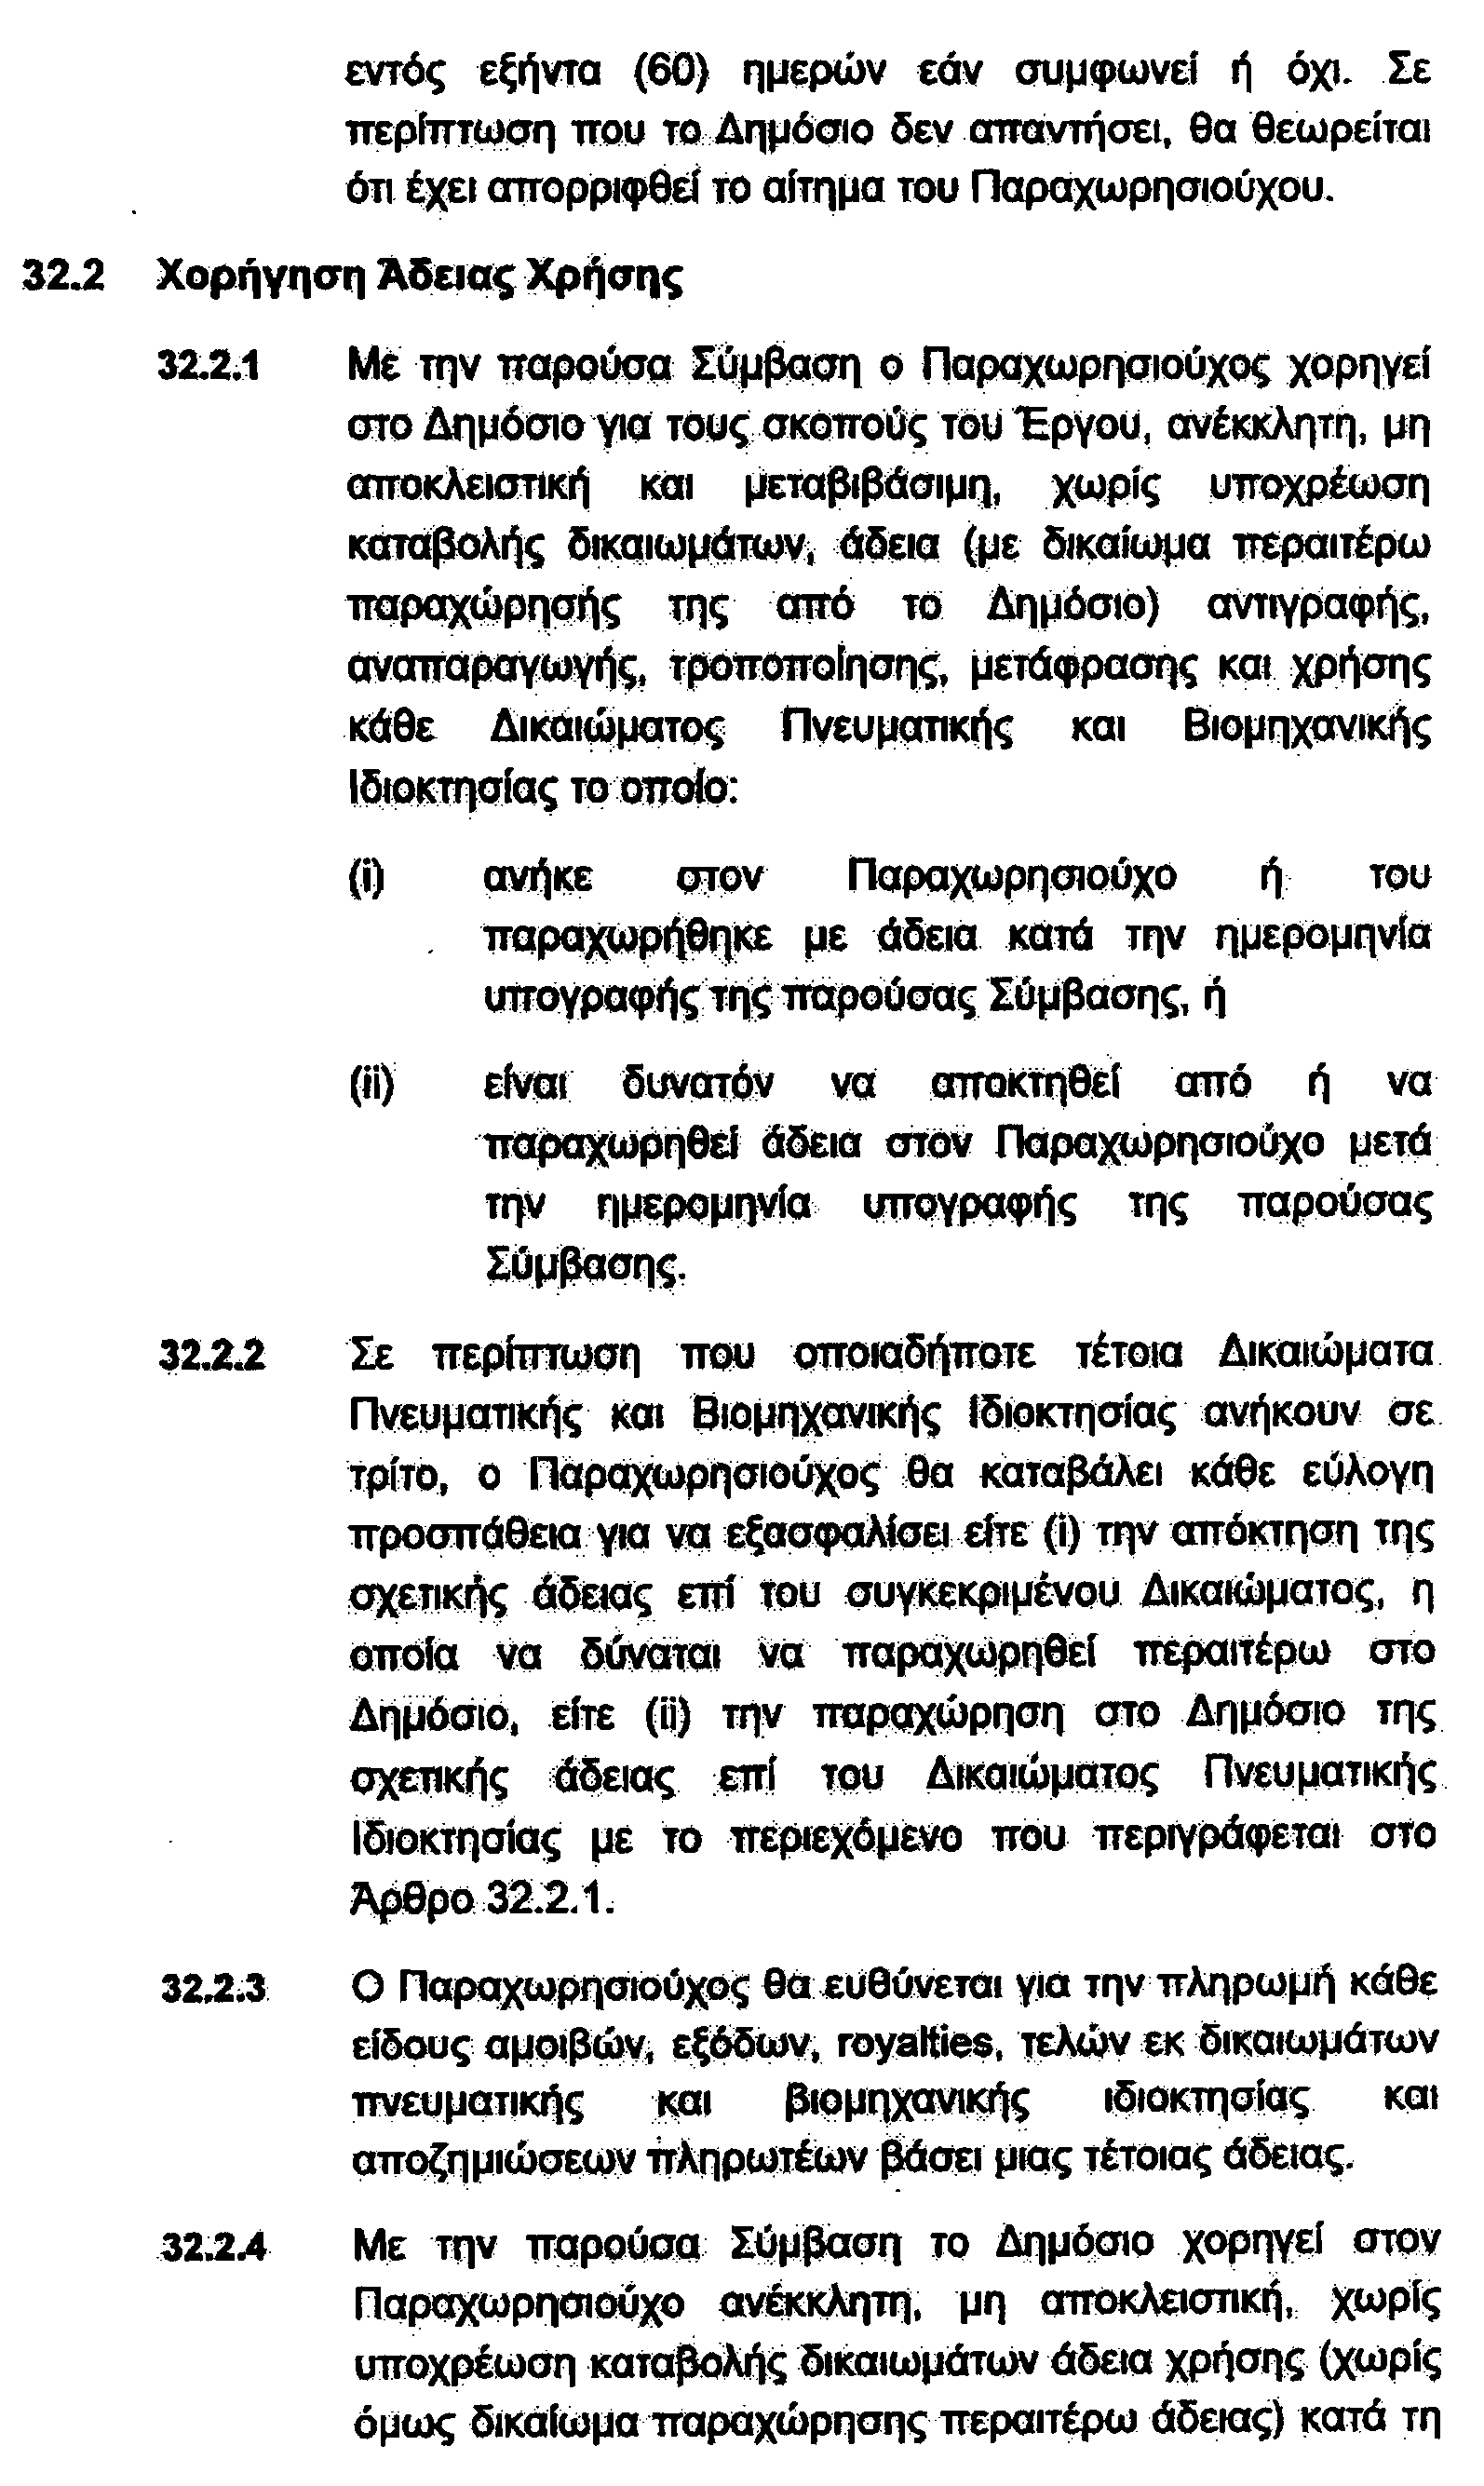 εντός εξήντα (60) ημερών εάν συμφωνεί ή όχι. Σε
περίπτωση που το Δημόσιο δεν απαντήσει, θα θεωρείται
ότι έχει απορριφθεί το αίτημα του Παραχωρησιούχου.
32.2 Χορήγηση Άδειας Χρήσης
32.2.1 Με την παρούσα Σύμβαση ο Παραχωρησιούχος χορηγεί
στο Δημόσιο για τους σκοπούς του Έργου, ανέκκλητη, μη
αποκλειστική και μεταβιβάσιμη, χωρίς υποχρέωση
καταβολής δικαιωμάτων, άδεια (με δικαίωμα περαιτέρω
παραχώρησής της από το Δημόσιο) αντιγραφής,
αναπαραγωγής, τροποποίησης, μετάφρασης και χρήσης
κάθε Δικαιώματος Πνευματικής και Βιομηχανικής
Ιδιοκτησίας το οποίο:
(i) ανήκε στον Παραχωρησιούχο ή του
παραχωρήθηκε με άδεια κατά την ημερομηνία
υπογραφής της παρούσας Σύμβασης, ή
(ii) είναι δυνατόν να αποκτηθεί από ή να
παραχωρηθεί άδεια στον Παραχωρησιούχο μετά
την ημερομηνία υπογραφής της παρούσας
Σύμβασης.
32.2.2 Σε περίπτωση που οποιαδήποτε τέτοια Δικαιώματα
Πνευματικής και Βιομηχανικής Ιδιοκτησίας ανήκουν σε
τρίτο, ο Παραχωρησιούχος θα καταβάλει κάθε εύλογη
προσπάθεια για να εξασφαλίσει είτε (i) την απόκτηση της
σχετικής άδειας επί του συγκεκριμένου Δικαιώματος, η
οποία να δύναται να παραχωρηθεί περαιτέρω στο
Δημόσιο, είτε (ii) την παραχώρηση στο Δημόσιο της
σχετικής άδειας επί του Δικαιώματος Πνευματικής
Ιδιοκτησίας με το περιεχόμενο που περιγράφεται στο
Άρθρο 32.2.1.
32.2.3 Ο Παραχωρησιούχος θα ευθύνεται για την πληρωμή κάθε
είδους αμοιβών, εξόδων, royalties, τελών εκ δικαιωμάτων
πνευματικής και βιομηχανικής ιδιοκτησίας και
αποζημιώσεων πληρωτέων βάσει μιας τέτοιας άδειας.
32.2.4 Με την παρούσα Σύμβαση το Δημόσιο χορηγεί στον
Παραχωρησιούχο ανέκκλητη, μη αποκλειστική, χωρίς
υποχρέωση καταβολής δικαιωμάτων άδεια χρήσης (χωρίς
όμως δικαίωμα παραχώρησης περαιτέρω άδειας) κατά τη